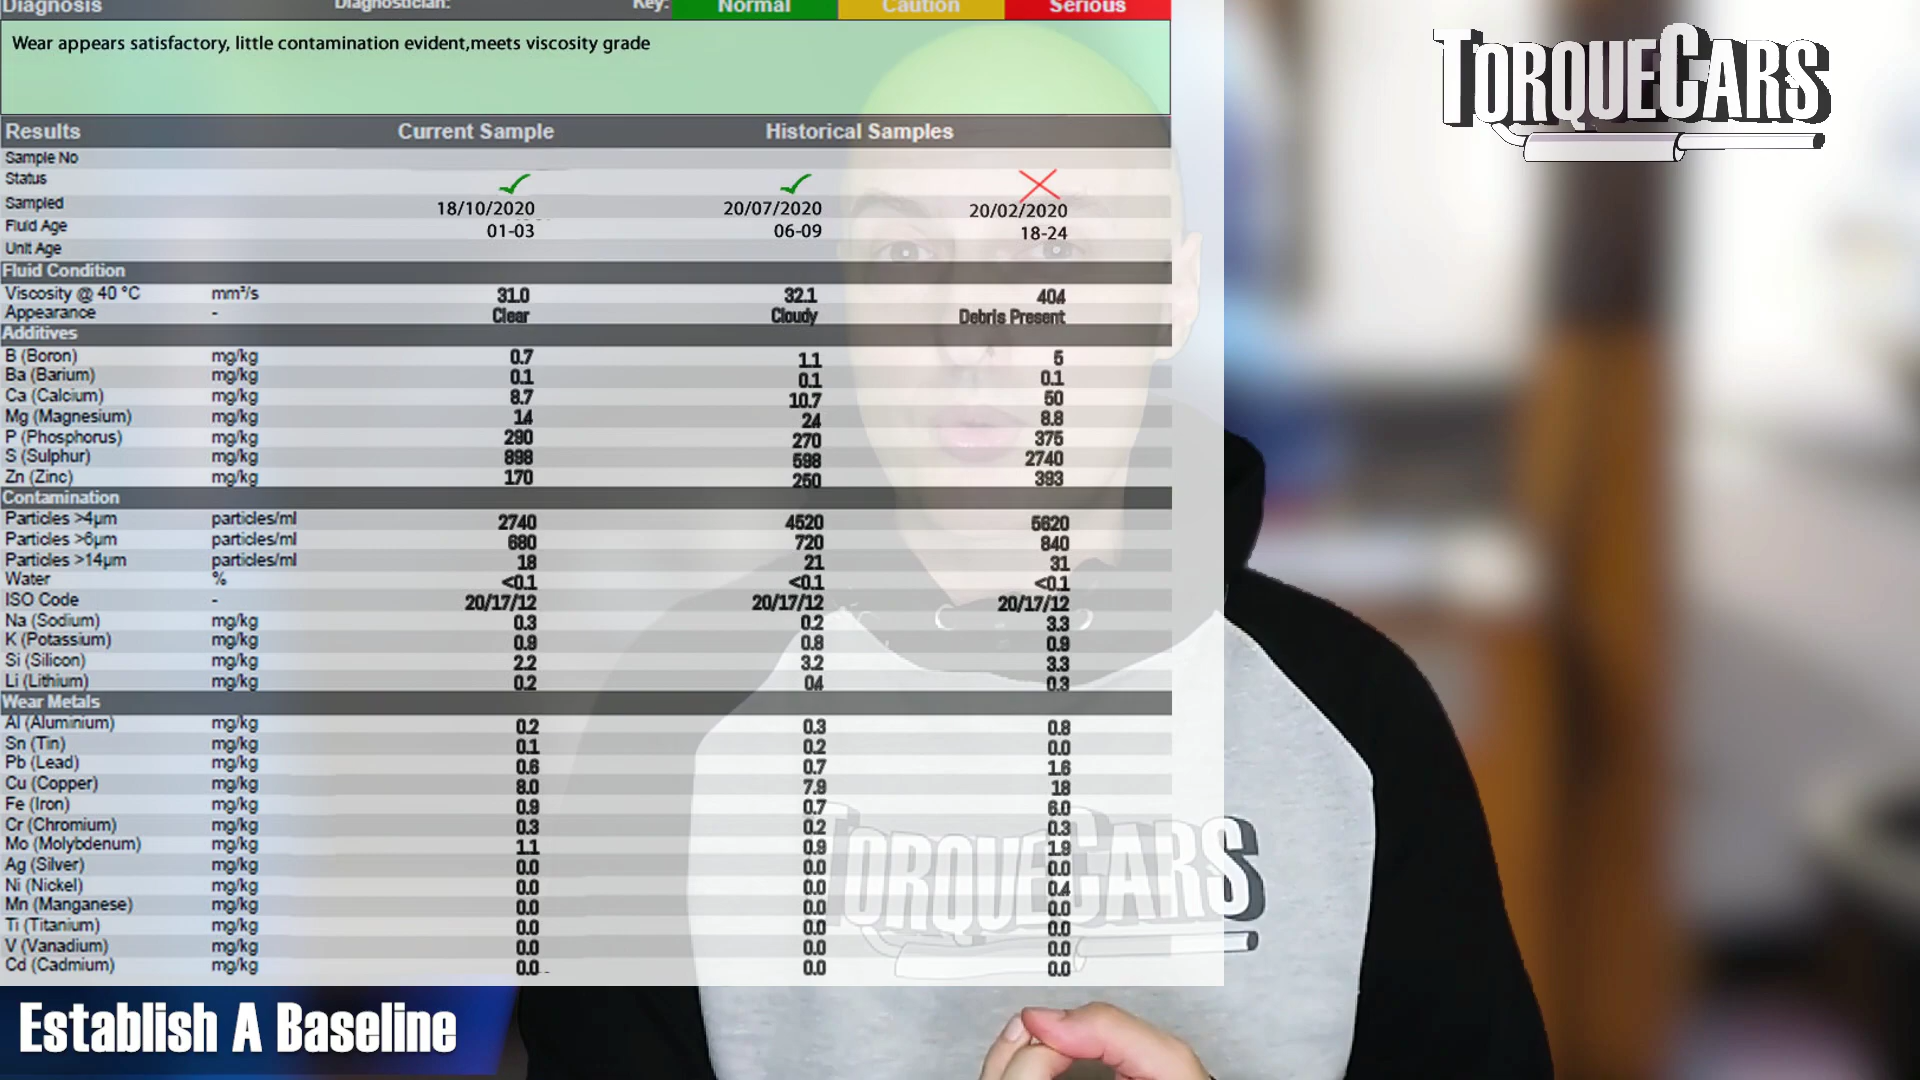 Diagnosis Diagnostician: Key: Normal Caution Serious
Wear appears satisfactory, little contamination evident,meets viscosity grade
Results Current Sample Historical Samples
Sample No
Status
Sampled 18/10/2020 20/07/2020 20/02/2020
Fluid Age 01-03 06-09 18-24
Unit Age
Fluid Condition
Viscosity @ 40 °C mm²/s 31.0 32.1 404
Appearance - Clear Cloudy Debris Present
Additives
B (Boron) mg/kg 0.7 1.1 5
Ba (Barium) mg/kg 0.1 0.1 0.1
Ca (Calcium) mg/kg 8.7 10.7 50
Mg (Magnesium) mg/kg 14 24 8.8
P (Phosphorus) mg/kg 290 270 375
S (Sulphur) mg/kg 898 598 2740
Zn (Zinc) mg/kg 170 250 393
Contamination
Particles >4µm particles/ml 2740 4520 5620
Particles >6µm particles/ml 680 720 840
Particles >14µm particles/ml 18 21 31
Water % <0.1 <0.1 <0.1
ISO Code - 20/17/12 20/17/12 20/17/12
Na (Sodium) mg/kg 0.3 0.2 3.3
K (Potassium) mg/kg 0.9 0.8 0.9
Si (Silicon) mg/kg 2.2 3.2 3.3
Li (Lithium) mg/kg 0.2 04 0.3
Wear Metals
Al (Aluminium) mg/kg 0.2 0.3 0.8
Sn (Tin) mg/kg 0.1 0.2 0.0
Pb (Lead) mg/kg 0.6 0.7 1.6
Cu (Copper) mg/kg 8.0 7.9 18
Fe (Iron) mg/kg 0.9 0.7 6.0
Cr (Chromium) mg/kg 0.3 0.2 0.3
Mo (Molybdenum) mg/kg 1.1 0.9 1.9
Ag (Silver) mg/kg 0.0 0.0 0.0
Ni (Nickel) mg/kg 0.0 0.0 0.4
Mn (Manganese) mg/kg 0.0 0.0 0.0
Ti (Titanium) mg/kg 0.0 0.0 0.0
V (Vanadium) mg/kg 0.0 0.0 0.0
Cd (Cadmium) mg/kg 0.0 0.0 0.0
TORQUECARS
TORQUECARS
Establish A Baseline